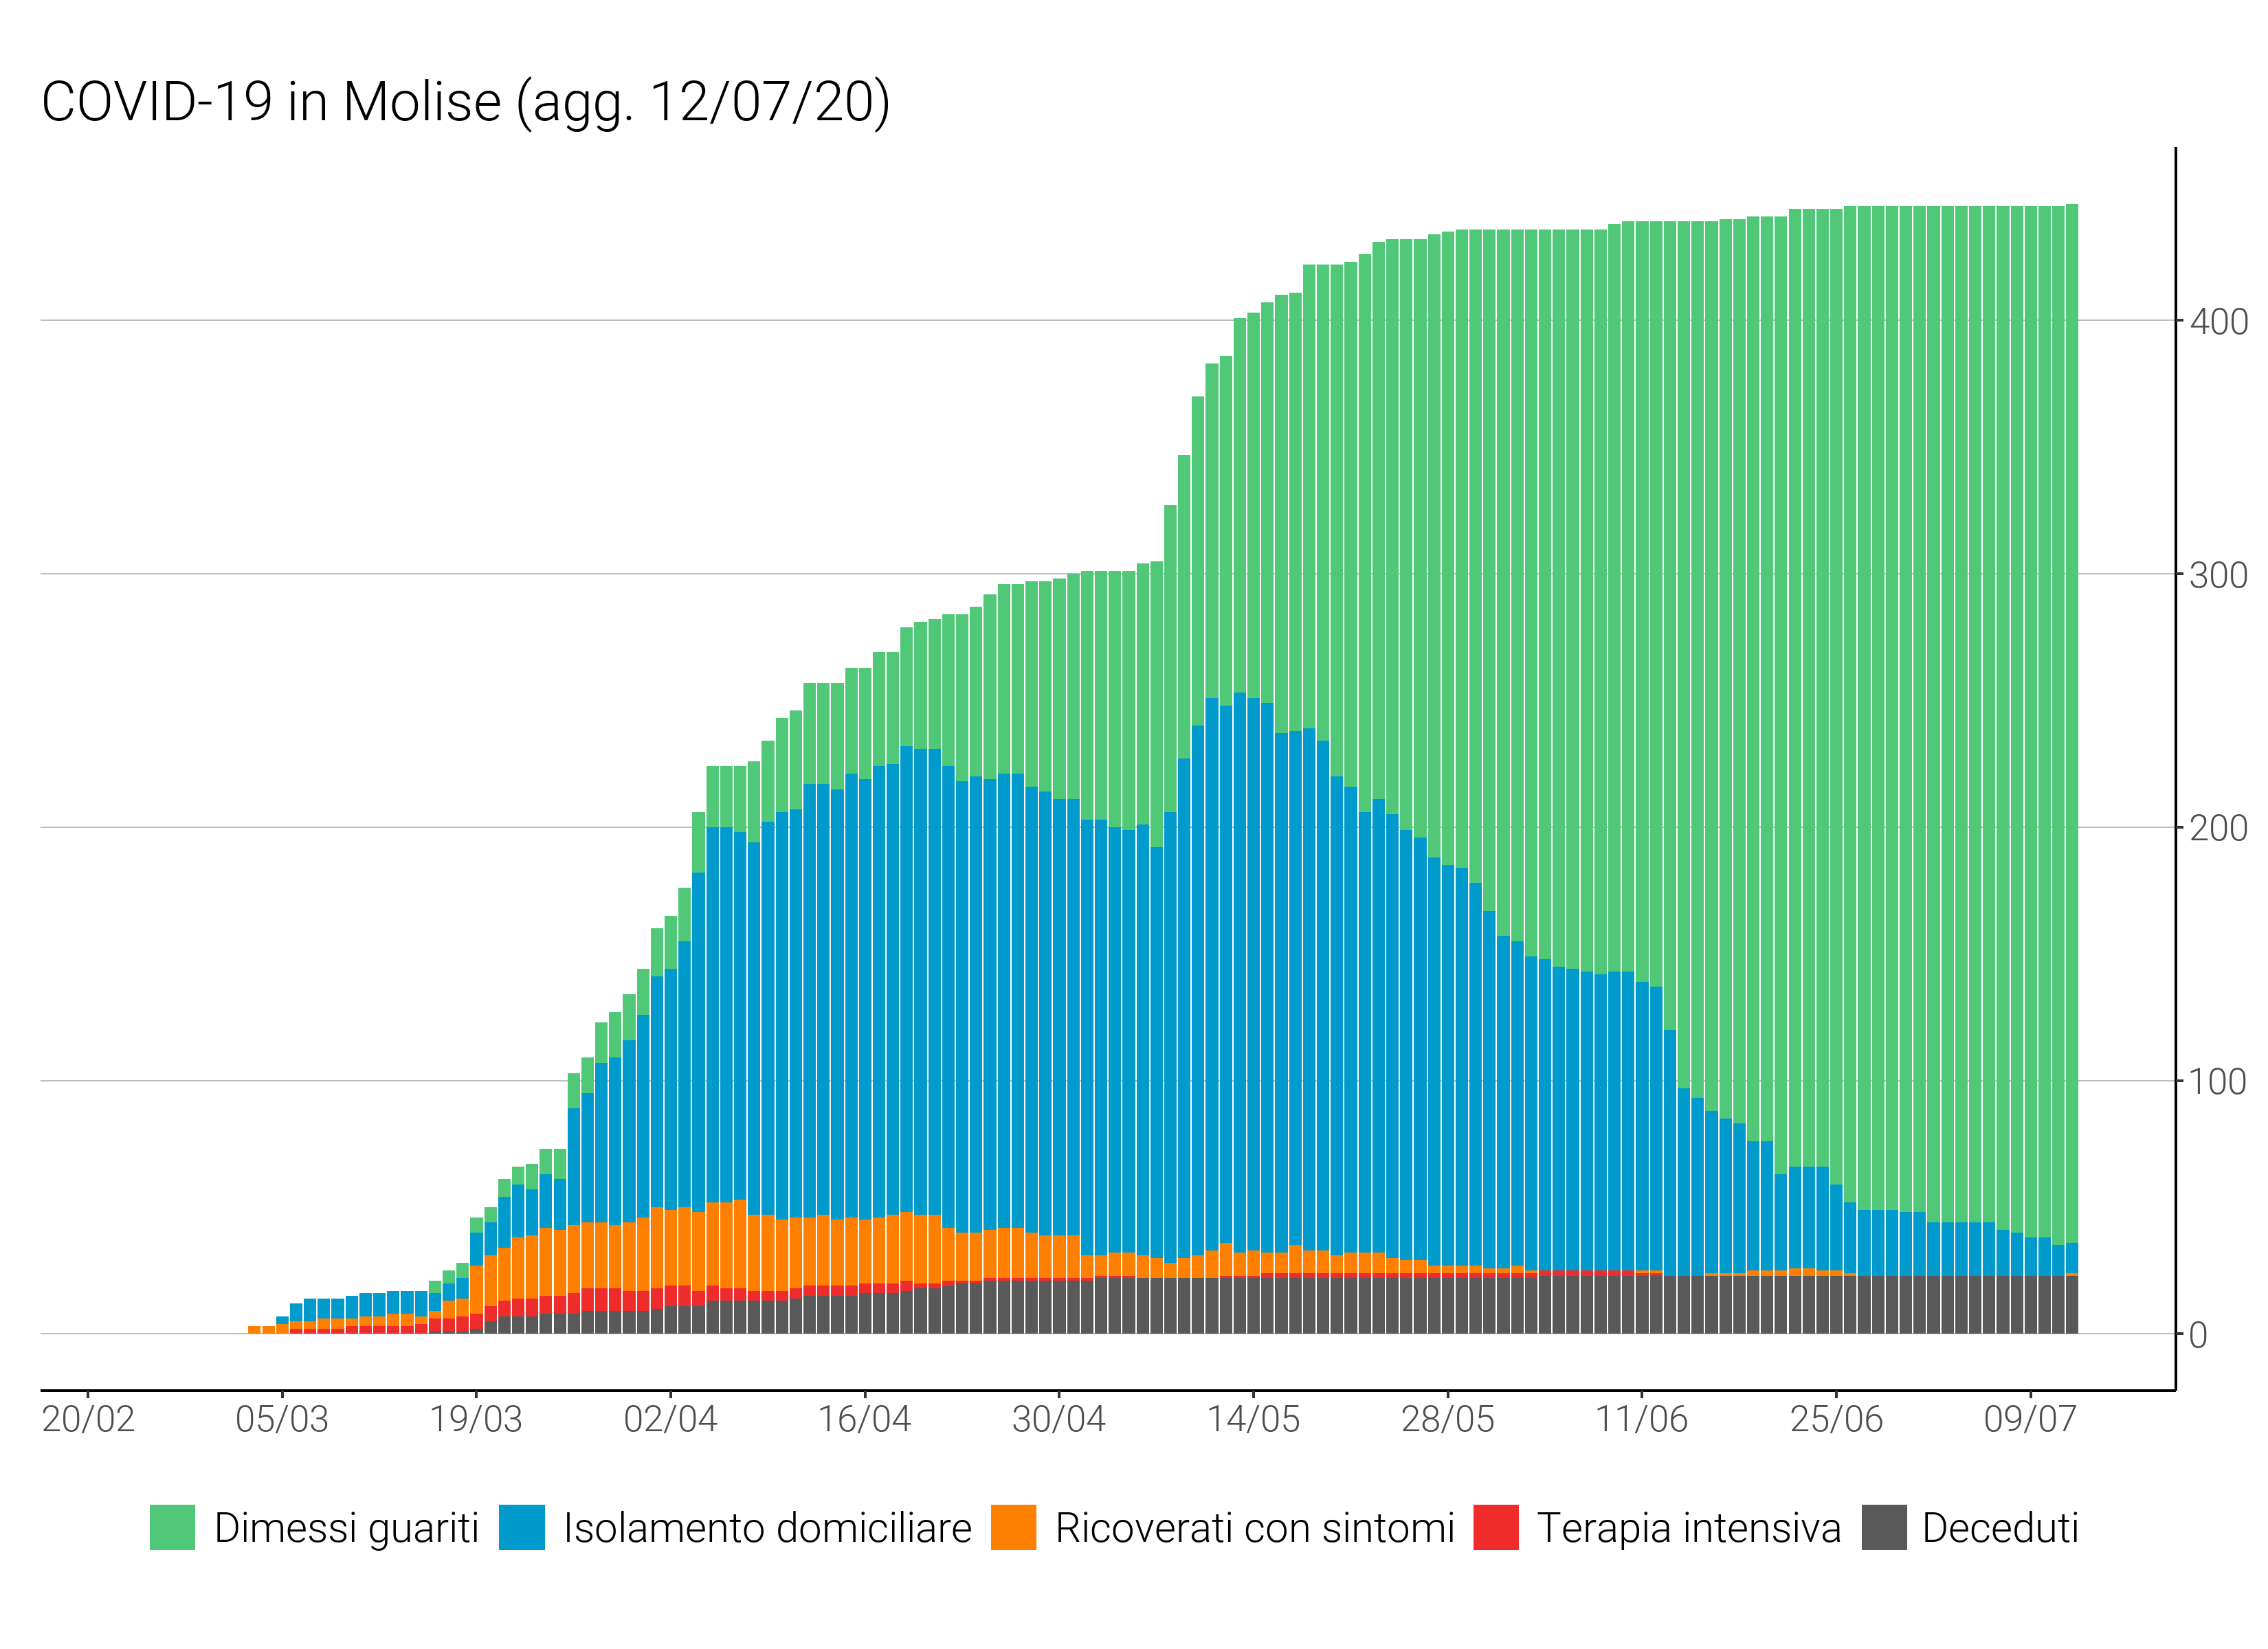 COVID-19 in Molise (agg. 12/07/20)
400
300
200
100
0
20/02 05/03 19/03 02/04 16/04 30/04 14/05 28/05 11/06 25/06 09/07
Dimessi guariti Isolamento domiciliare Ricoverati con sintomi Terapia intensiva Deceduti